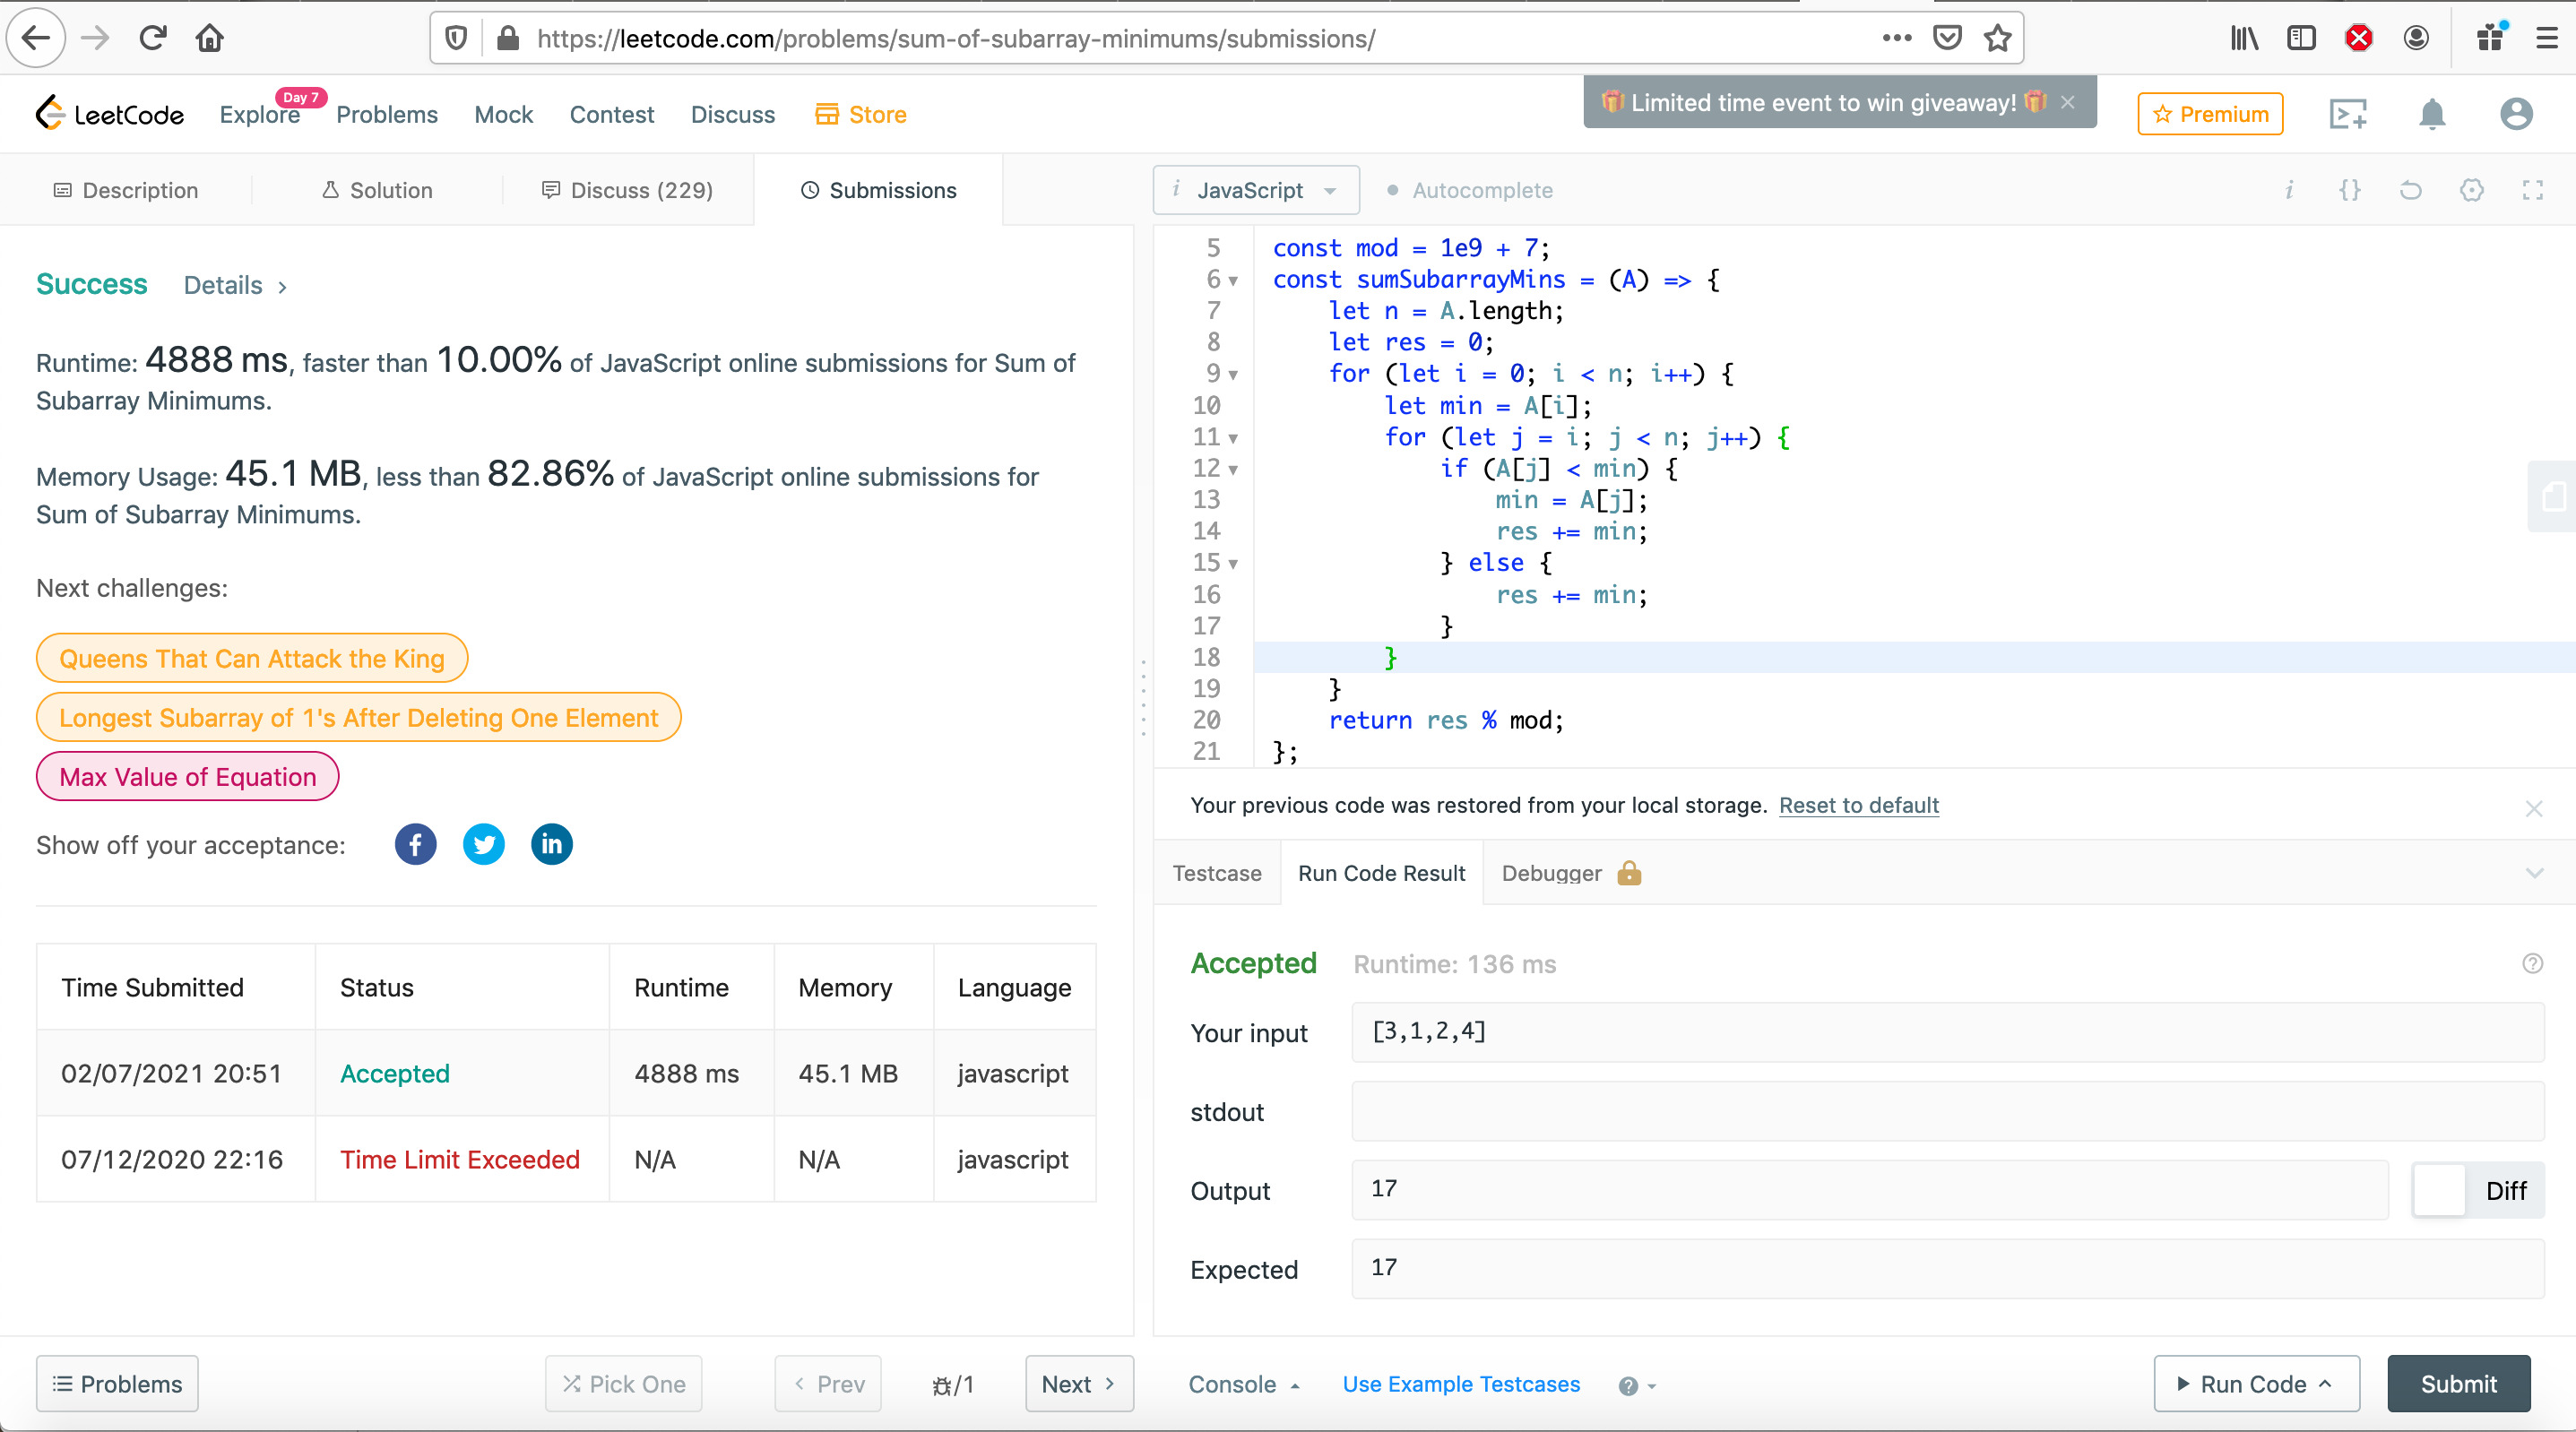 https://leetcode.com/problems/sum-of-subarray-minimums/submissions/
LeetCode
Explore
Day 7
Problems
Mock
Contest
Discuss
Store
Limited time event to win giveaway!
Premium
Description
Solution
Discuss (229)
Submissions
Success
Details >
Runtime: 4888 ms, faster than 10.00% of JavaScript online submissions for Sum of
Subarray Minimums.
Memory Usage: 45.1 MB, less than 82.86% of JavaScript online submissions for
Sum of Subarray Minimums.
Next challenges:
Queens That Can Attack the King
Longest Subarray of 1's After Deleting One Element
Max Value of Equation
Show off your acceptance:
Time Submitted Status Runtime Memory Language
02/07/2021 20:51 Accepted 4888 ms 45.1 MB javascript
07/12/2020 22:16 Time Limit Exceeded N/A N/A javascript
Problems
Pick One
< Prev
/1
Next >
i JavaScript
Autocomplete
i {}
5 const mod = 1e9 + 7;
6 const sumSubarrayMins = (A) => {
7 let n = A.length;
8 let res = 0;
9 for (let i = 0; i < n; i++) {
10 let min = A[i];
11 for (let j = i; j < n; j++) {
12 if (A[j] < min) {
13 min = A[j];
14 res += min;
15 } else {
16 res += min;
17 }
18 }
19 }
20 return res % mod;
21 };
Your previous code was restored from your local storage. Reset to default
Testcase
Run Code Result
Debugger
Accepted Runtime: 136 ms
Your input [3,1,2,4]
stdout
Output 17
Diff
Expected 17
Console
Use Example Testcases
Run Code
Submit